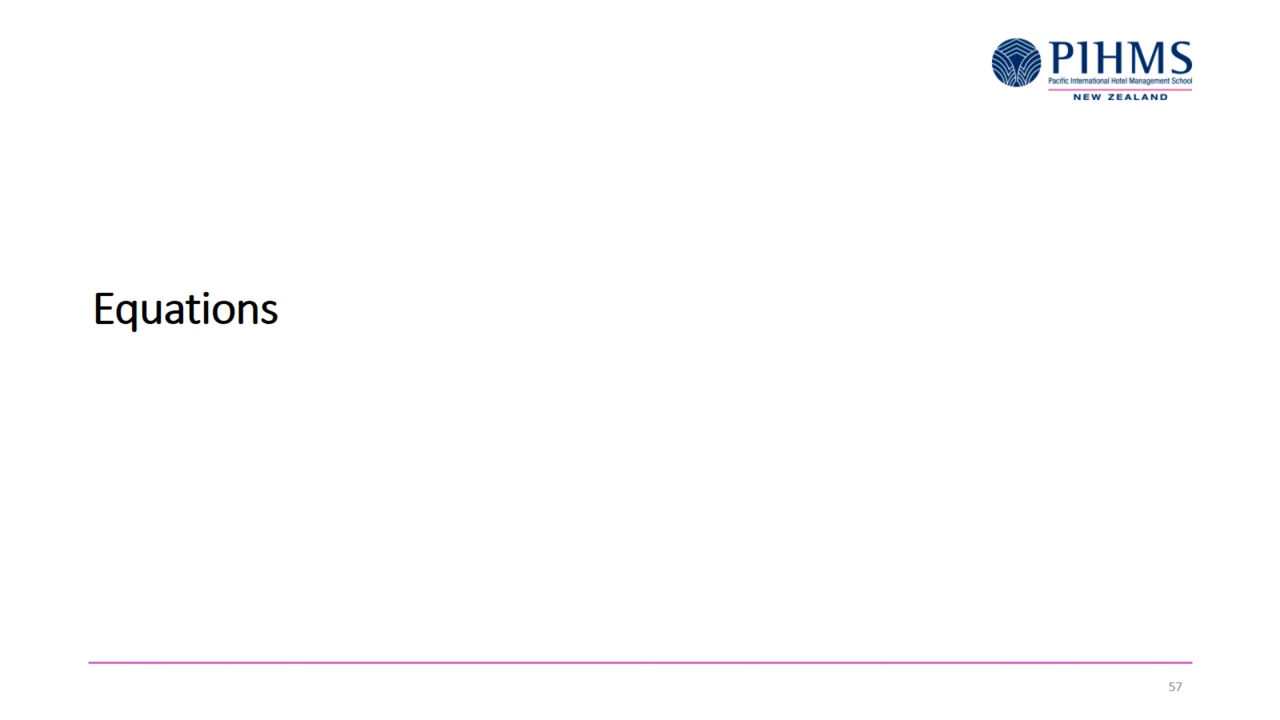 PIHMS
Pacific International Hotel Management School
NEW ZEALAND
Equations
57